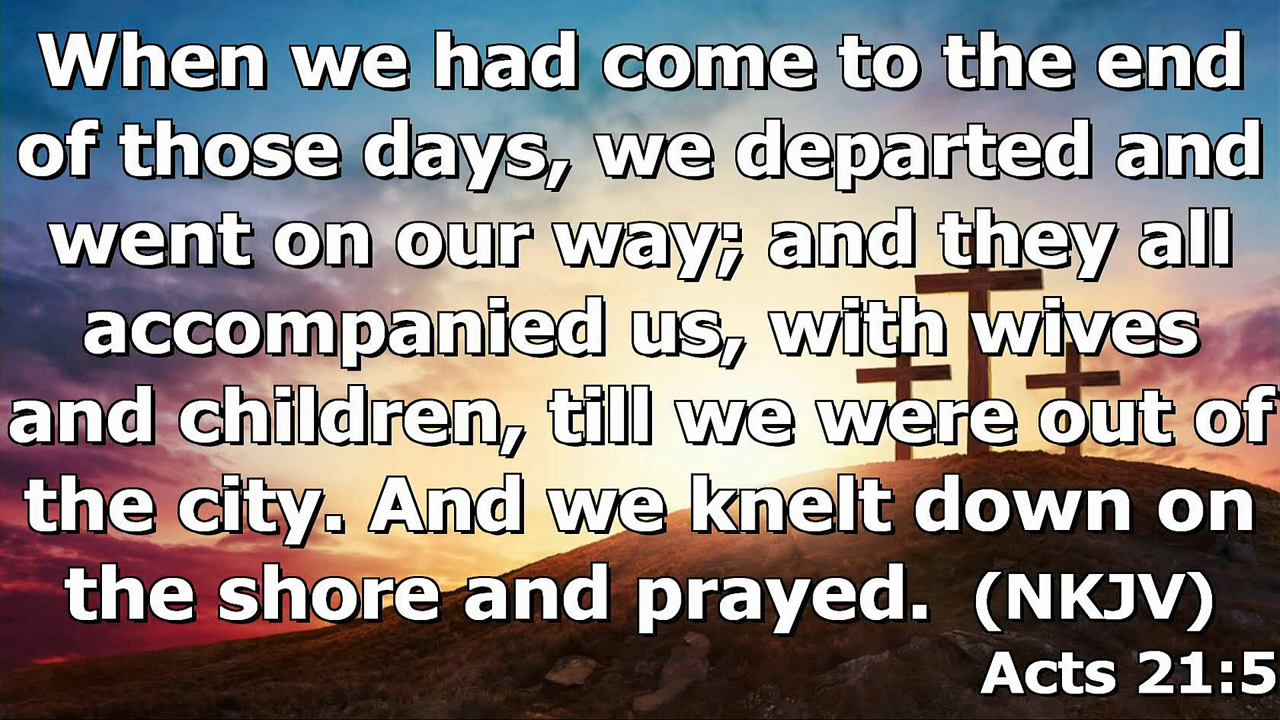 When we had come to the end
of those days, we departed and
went on our way; and they all
accompanied us, with wives
and children, till we were out of
the city. And we knelt down on
the shore and prayed. (NKJV)
Acts 21:5